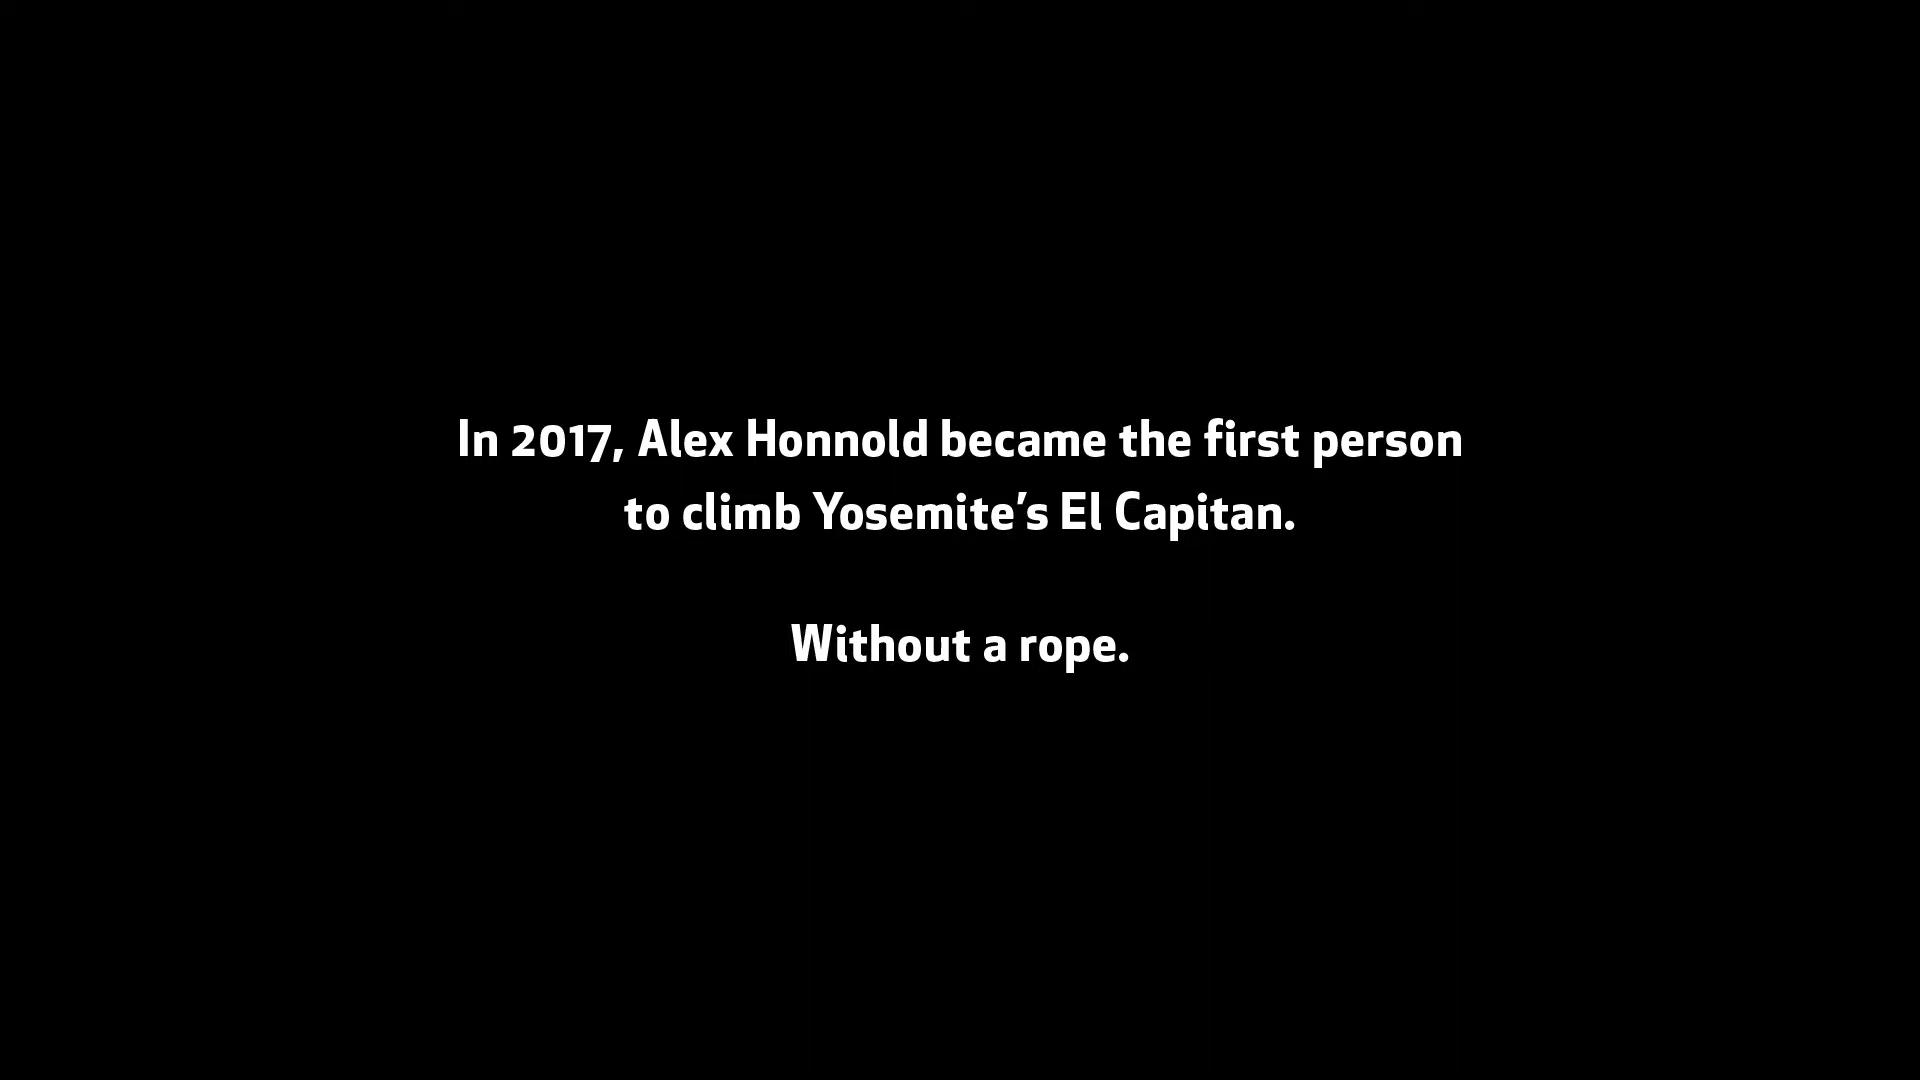 In 2017, Alex Honnold became the first person
to climb Yosemite’s El Capitan.
Without a rope.